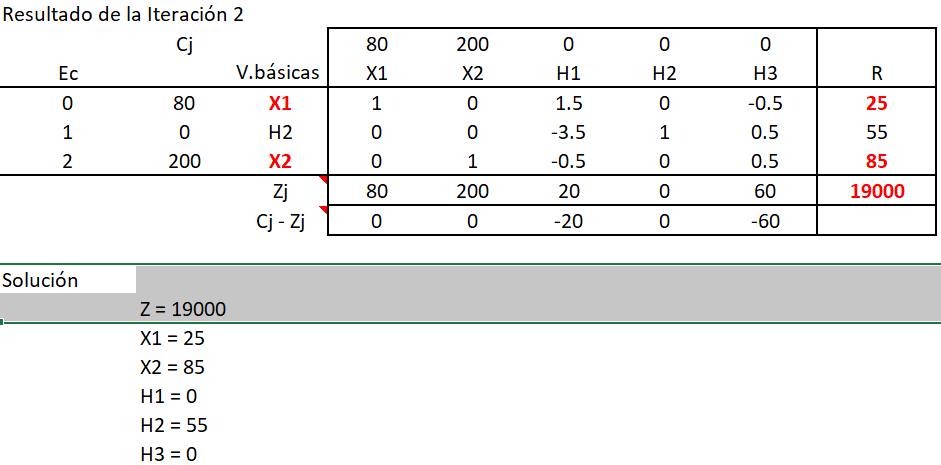 Resultado de la Iteración 2
Cj 80 200 0 0 0
Ec V.básicas X1 X2 H1 H2 H3 R
0 80 X1 1 0 1.5 0 -0.5 25
1 0 H2 0 0 -3.5 1 0.5 55
2 200 X2 0 1 -0.5 0 0.5 85
Zj 80 200 20 0 60 19000
Cj - Zj 0 0 -20 0 -60
Solución
Z = 19000
X1 = 25
X2 = 85
H1 = 0
H2 = 55
H3 = 0